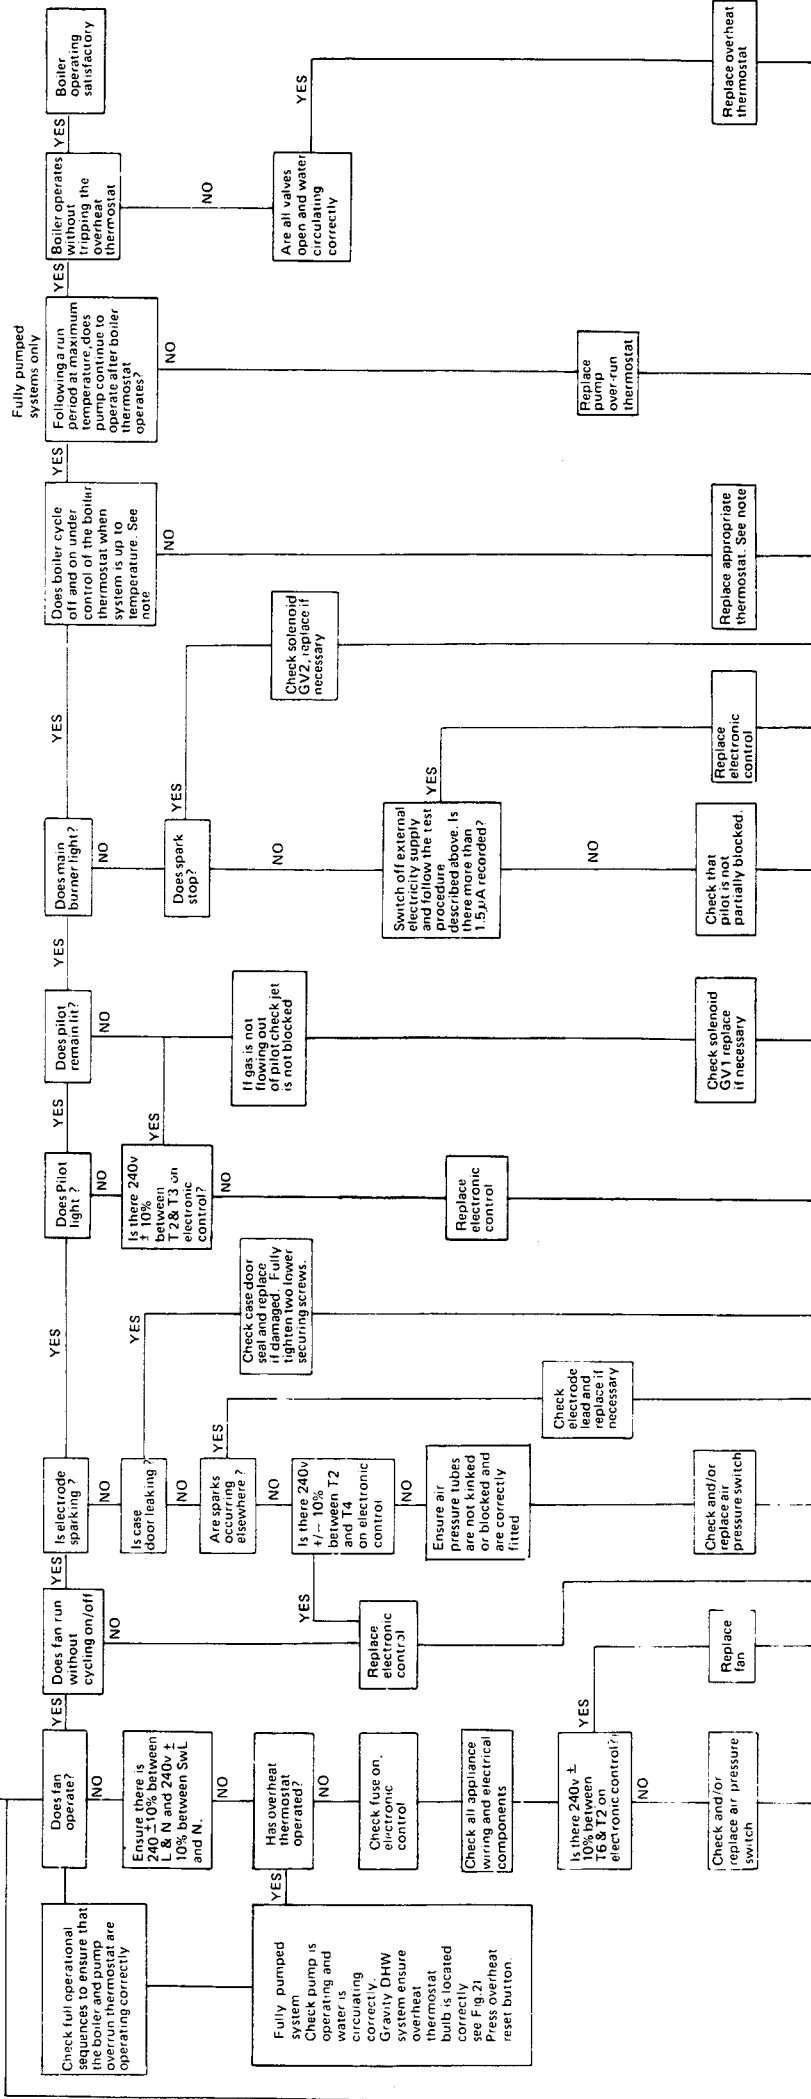 Check full operational
sequences to ensure that
the boiler and pump
overrun thermostat are
operating correctly
Fully pumped
system
Check pump is
operating and
water is
circulating
correctly.
Gravity DHW
system ensure
overheat
thermostat
bulb is located
correctly
see Fig. 21
Press overheat
reset button.
YES
Does fan
operate?
NO
Ensure there is
240 ± 10% between
L & N and 240v ±
10% between SwL
and N.
NO
Has overheat
thermostat
operated?
NO
Check fuse on,
electronic
control
Check all appliance
wiring and electrical
components
Is there 240v ±
10% between
T6 & T2 on
electronic control?
NO
Check and/or
replace air pressure
switch
YES
Replace
fan
YES
Does fan run
without
cycling on/off
NO
Replace
electronic
control
YES
YES
Is electrode
sparking ?
NO
Is case
door leaking ?
NO
Are sparks
occurring
elsewhere ?
NO
Is there 240v
+/- 10%
between T2
and T4
on electronic
control
NO
Ensure air
pressure tubes
are not kinked
or blocked and
are correctly
fitted
Check and/or
replace air
pressure switch
YES
Check
electrode
lead and
replace if
necessary
YES
Check case door
seal and replace
if damaged. Fully
tighten two lower
securing screws.
YES
Does Pilot
light ?
NO
Is there 240v
± 10%
between
T2 & T3 on
electronic
control?
NO
Replace
electronic
control
YES
YES
Does pilot
remain lit?
NO
If gas is not
flowing out
of pilot check jet
is not blocked
Check solenoid
GV1 replace
if necessary
YES
Does main
burner light?
NO
Does spark
stop?
NO
Switch off external
electricity supply
and follow the test
procedure
described above. Is
there more than
1.5µA recorded?
NO
Check that
pilot is not
partially blocked.
YES
Replace
electronic
control
YES
Check solenoid
GV2, replace if
necessary
YES
Does boiler cycle
off and on under
control of the boiler
thermostat when
system is up to
temperature. See
note
NO
Replace appropriate
thermostat. See note
YES
Fully pumped
systems only
Following a run
period at maximum
temperature, does
pump continue to
operate after boiler
thermostat
operates?
NO
Replace
pump
over-run
thermostat
YES
Boiler operates
without
tripping the
overheat
thermostat
NO
Are all valves
open and water
circulating
correctly
YES
Replace overheat
thermostat
YES
Boiler
operating
satisfactory